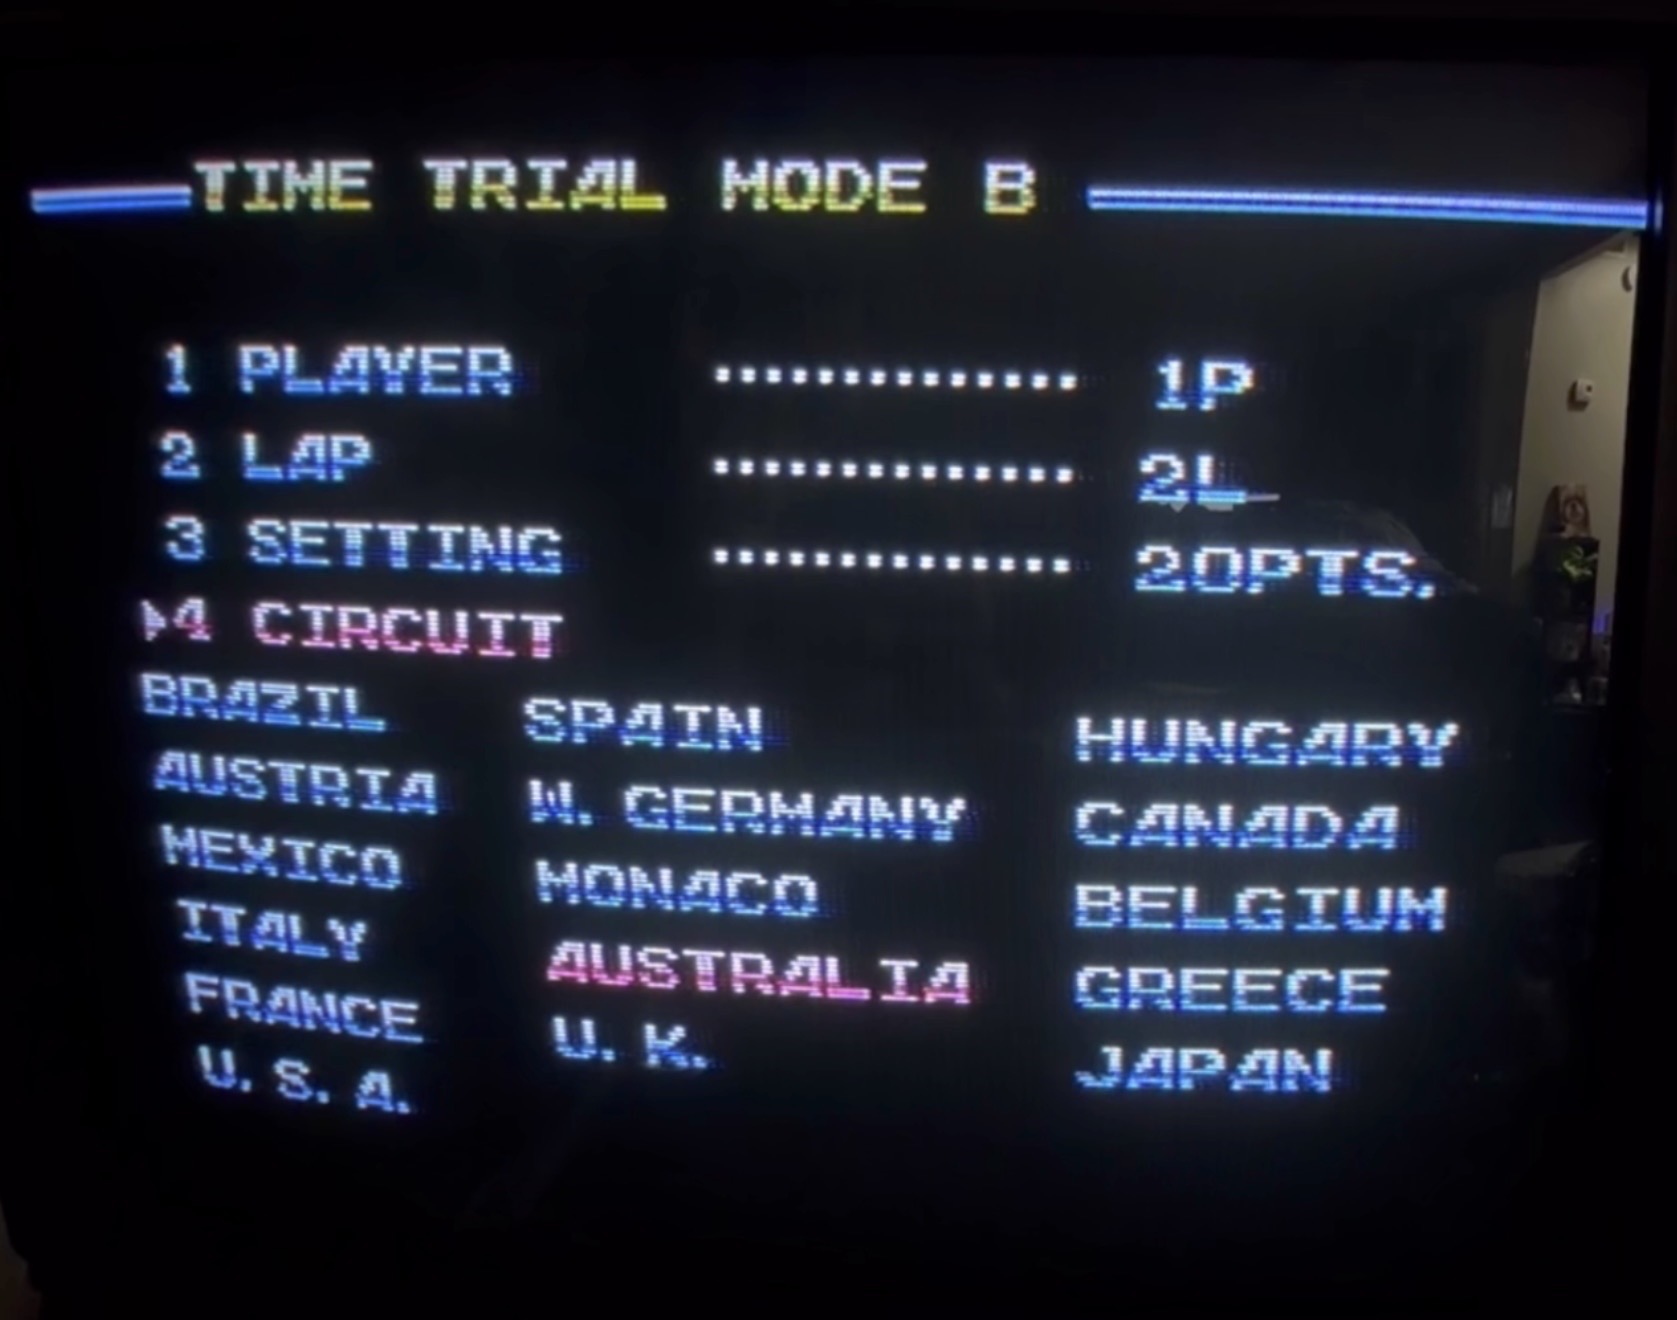 TIME TRIAL MODE B
1 PLAYER .............. 1P
2 LAP .............. 2L
3 SETTING .............. 20PTS.
▶4 CIRCUIT
BRAZIL SPAIN HUNGARY
AUSTRIA W. GERMANY CANADA
MEXICO MONACO BELGIUM
ITALY AUSTRALIA GREECE
FRANCE U. K. JAPAN
U. S. A.